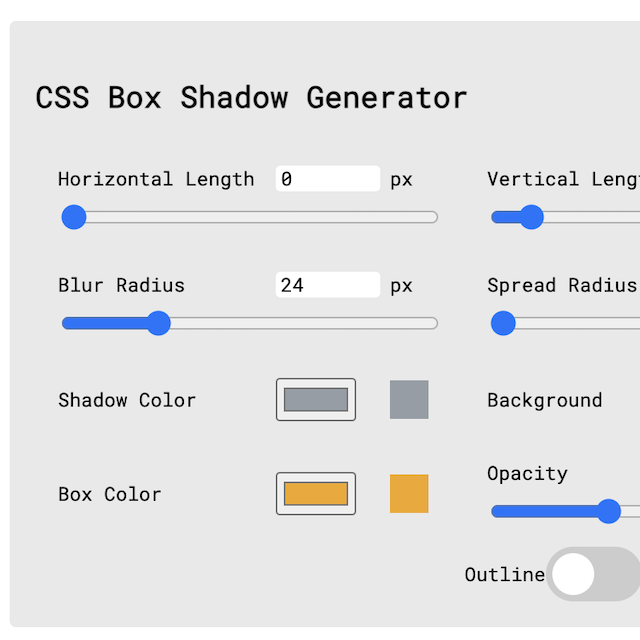 CSS Box Shadow Generator
Horizontal Length 0 px
Vertical
Blur Radius 24 px
Spread Radius
Shadow Color
Background
Opacity
Box Color
Outline